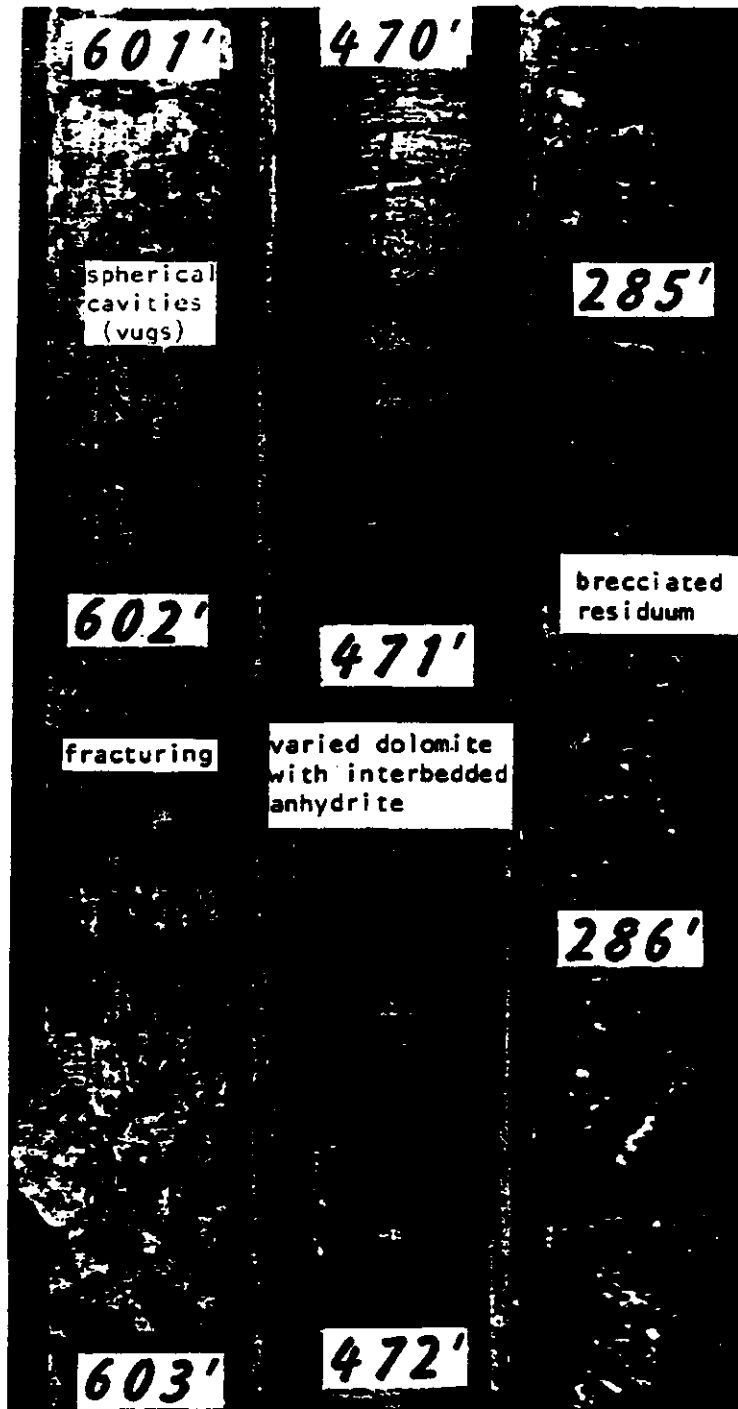 601'
spherical
cavities
(vugs)
602'
fracturing
603'
470'
471'
varied dolomite
with interbedded
anhydrite
472'
285'
brecciated
residuum
286'